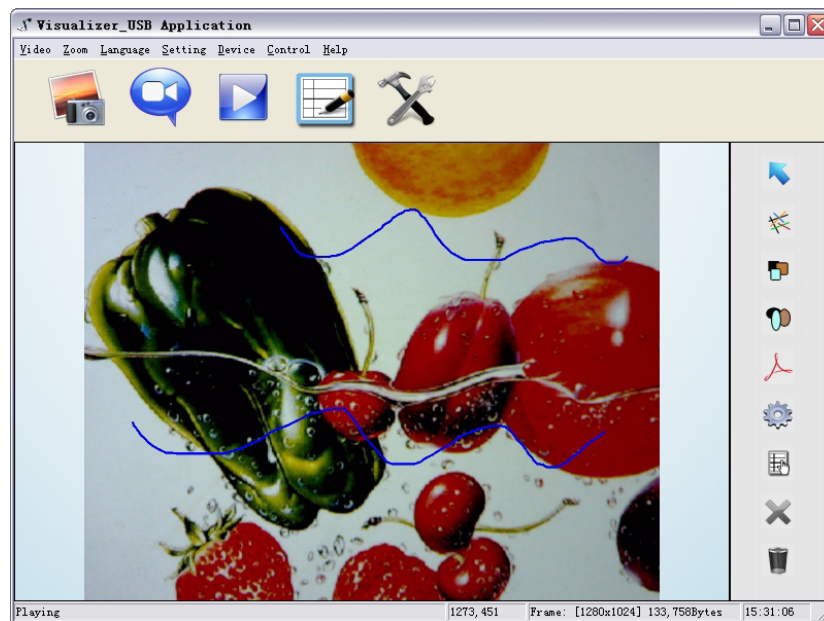 Visualizer_USB Application
Video Zoom Language Setting Device Control Help
Playing 1273,451 Frame: [1280x1024] 133,758Bytes 15:31:06